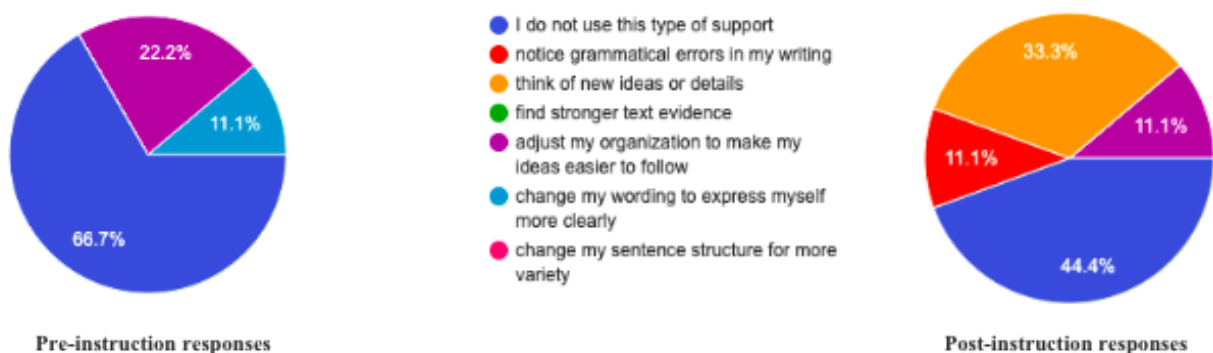 22.2%
11.1%
66.7%
Pre-instruction responses
I do not use this type of support
notice grammatical errors in my writing
think of new ideas or details
find stronger text evidence
adjust my organization to make my
ideas easier to follow
change my wording to express myself
more clearly
change my sentence structure for more
variety
33.3%
11.1%
11.1%
44.4%
Post-instruction responses